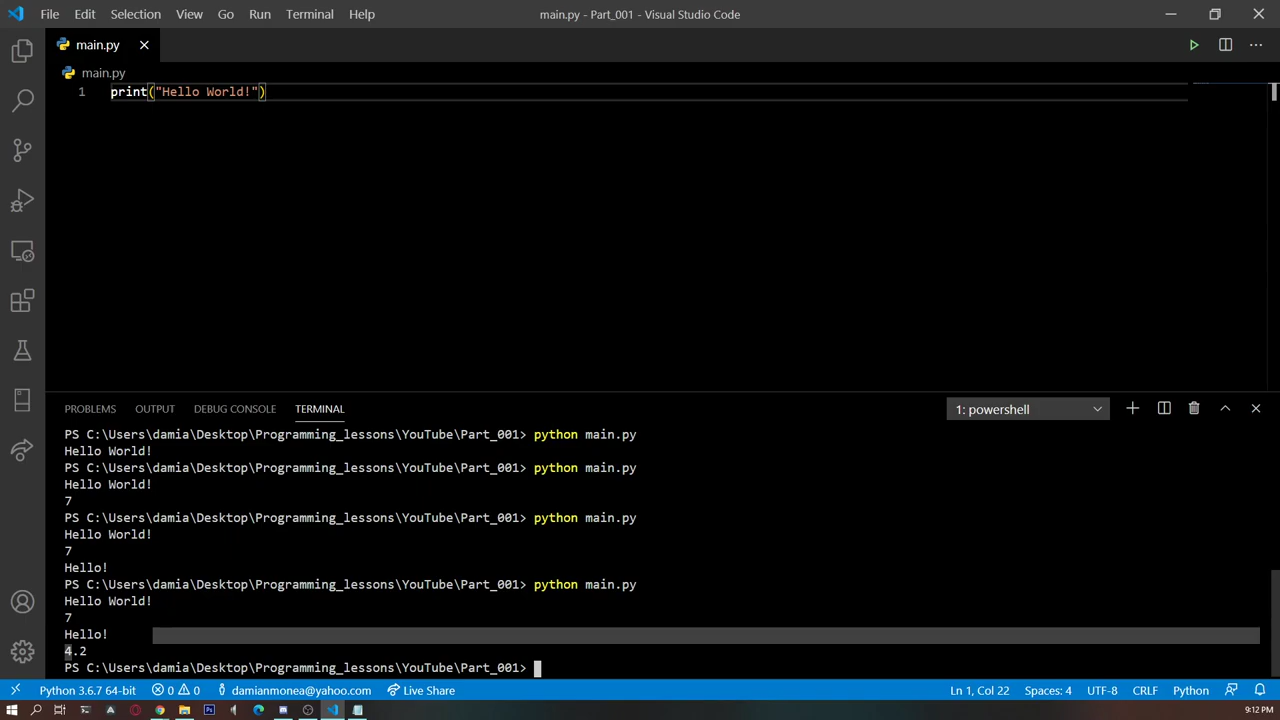 File Edit Selection View Go Run Terminal Help main.py - Part_001 - Visual Studio Code
main.py
main.py
1 print("Hello World!")
PROBLEMS OUTPUT DEBUG CONSOLE TERMINAL 1: powershell
PS C:\Users\damia\Desktop\Programming_lessons\YouTube\Part_001> python main.py
Hello World!
PS C:\Users\damia\Desktop\Programming_lessons\YouTube\Part_001> python main.py
Hello World!
7
PS C:\Users\damia\Desktop\Programming_lessons\YouTube\Part_001> python main.py
Hello World!
7
Hello!
PS C:\Users\damia\Desktop\Programming_lessons\YouTube\Part_001> python main.py
Hello World!
7
Hello!
4.2
PS C:\Users\damia\Desktop\Programming_lessons\YouTube\Part_001>
Python 3.6.7 64-bit 0 0 damianmonea@yahoo.com Live Share Ln 1, Col 22 Spaces: 4 UTF-8 CRLF Python
9:12 PM